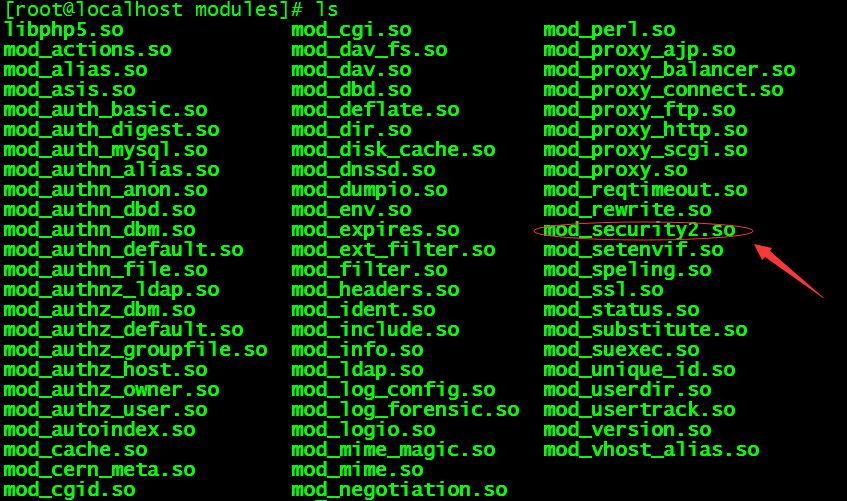 [root@localhost modules]# ls
libphp5.so mod_cgi.so mod_perl.so
mod_actions.so mod_dav_fs.so mod_proxy_ajp.so
mod_alias.so mod_dav.so mod_proxy_balancer.so
mod_asis.so mod_dbd.so mod_proxy_connect.so
mod_auth_basic.so mod_deflate.so mod_proxy_ftp.so
mod_auth_digest.so mod_dir.so mod_proxy_http.so
mod_auth_mysql.so mod_disk_cache.so mod_proxy_scgi.so
mod_authn_alias.so mod_dnssd.so mod_proxy.so
mod_authn_anon.so mod_dumpio.so mod_reqtimeout.so
mod_authn_dbd.so mod_env.so mod_rewrite.so
mod_authn_dbm.so mod_expires.so mod_security2.so
mod_authn_default.so mod_ext_filter.so mod_setenvif.so
mod_authn_file.so mod_filter.so mod_speling.so
mod_authnz_ldap.so mod_headers.so mod_ssl.so
mod_authz_dbm.so mod_ident.so mod_status.so
mod_authz_default.so mod_include.so mod_substitute.so
mod_authz_groupfile.so mod_info.so mod_suexec.so
mod_authz_host.so mod_ldap.so mod_unique_id.so
mod_authz_owner.so mod_log_config.so mod_userdir.so
mod_authz_user.so mod_log_forensic.so mod_usertrack.so
mod_autoindex.so mod_logio.so mod_version.so
mod_cache.so mod_mime_magic.so mod_vhost_alias.so
mod_cern_meta.so mod_mime.so
mod_cgid.so mod_negotiation.so